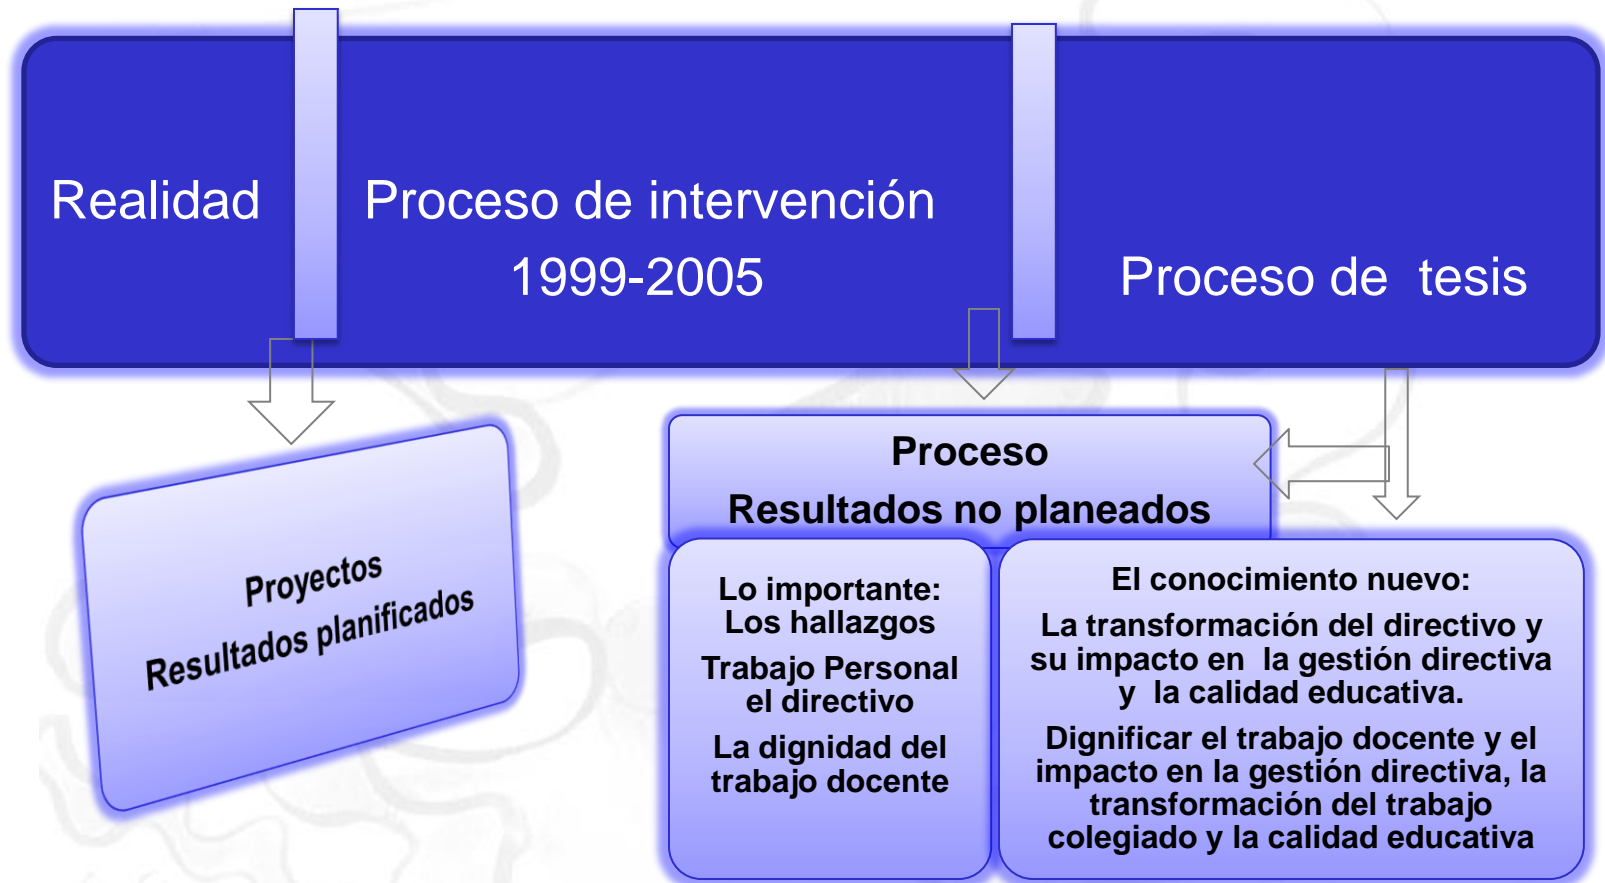 Realidad
Proceso de intervención
1999-2005
Proceso de  tesis
Proyectos
Resultados planificados
Proceso
Resultados no planeados
Lo importante:
Los hallazgos
Trabajo Personal
el directivo
La dignidad del
trabajo docente
El conocimiento nuevo:
La transformación del directivo y
su impacto en  la gestión directiva
y  la calidad educativa.
Dignificar el trabajo docente y el
impacto en la gestión directiva, la
transformación del trabajo
colegiado y la calidad educativa